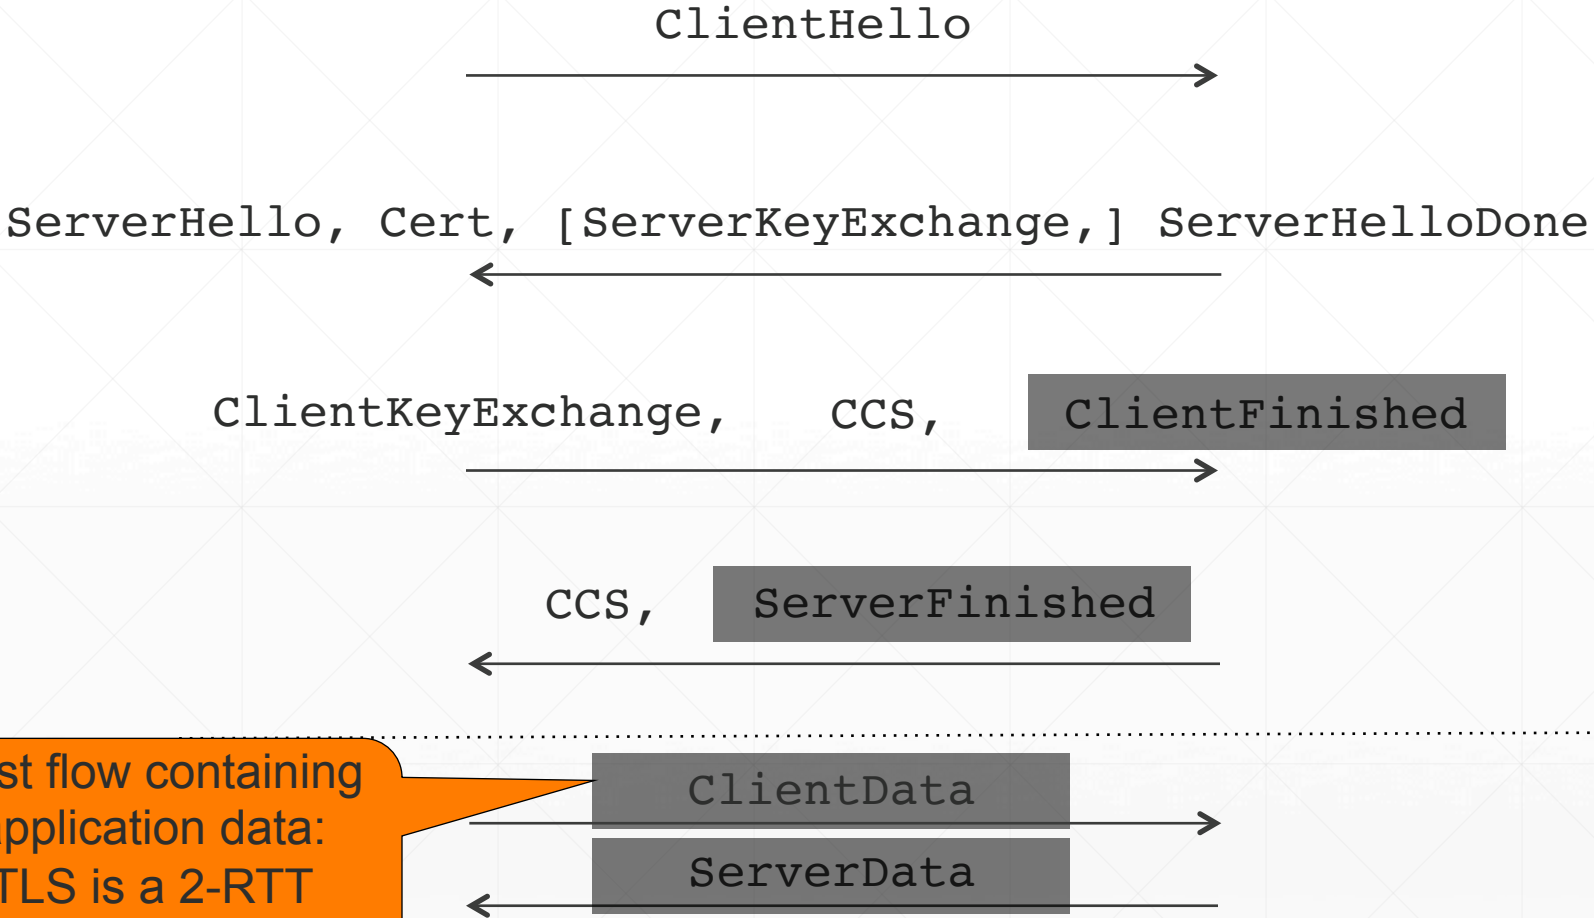 ClientHello
ServerHello, Cert, [ServerKeyExchange,] ServerHelloDone
ClientKeyExchange, CCS, ClientFinished
CCS, ServerFinished
st flow containing
application data:
TLS is a 2-RTT
ClientData
ServerData